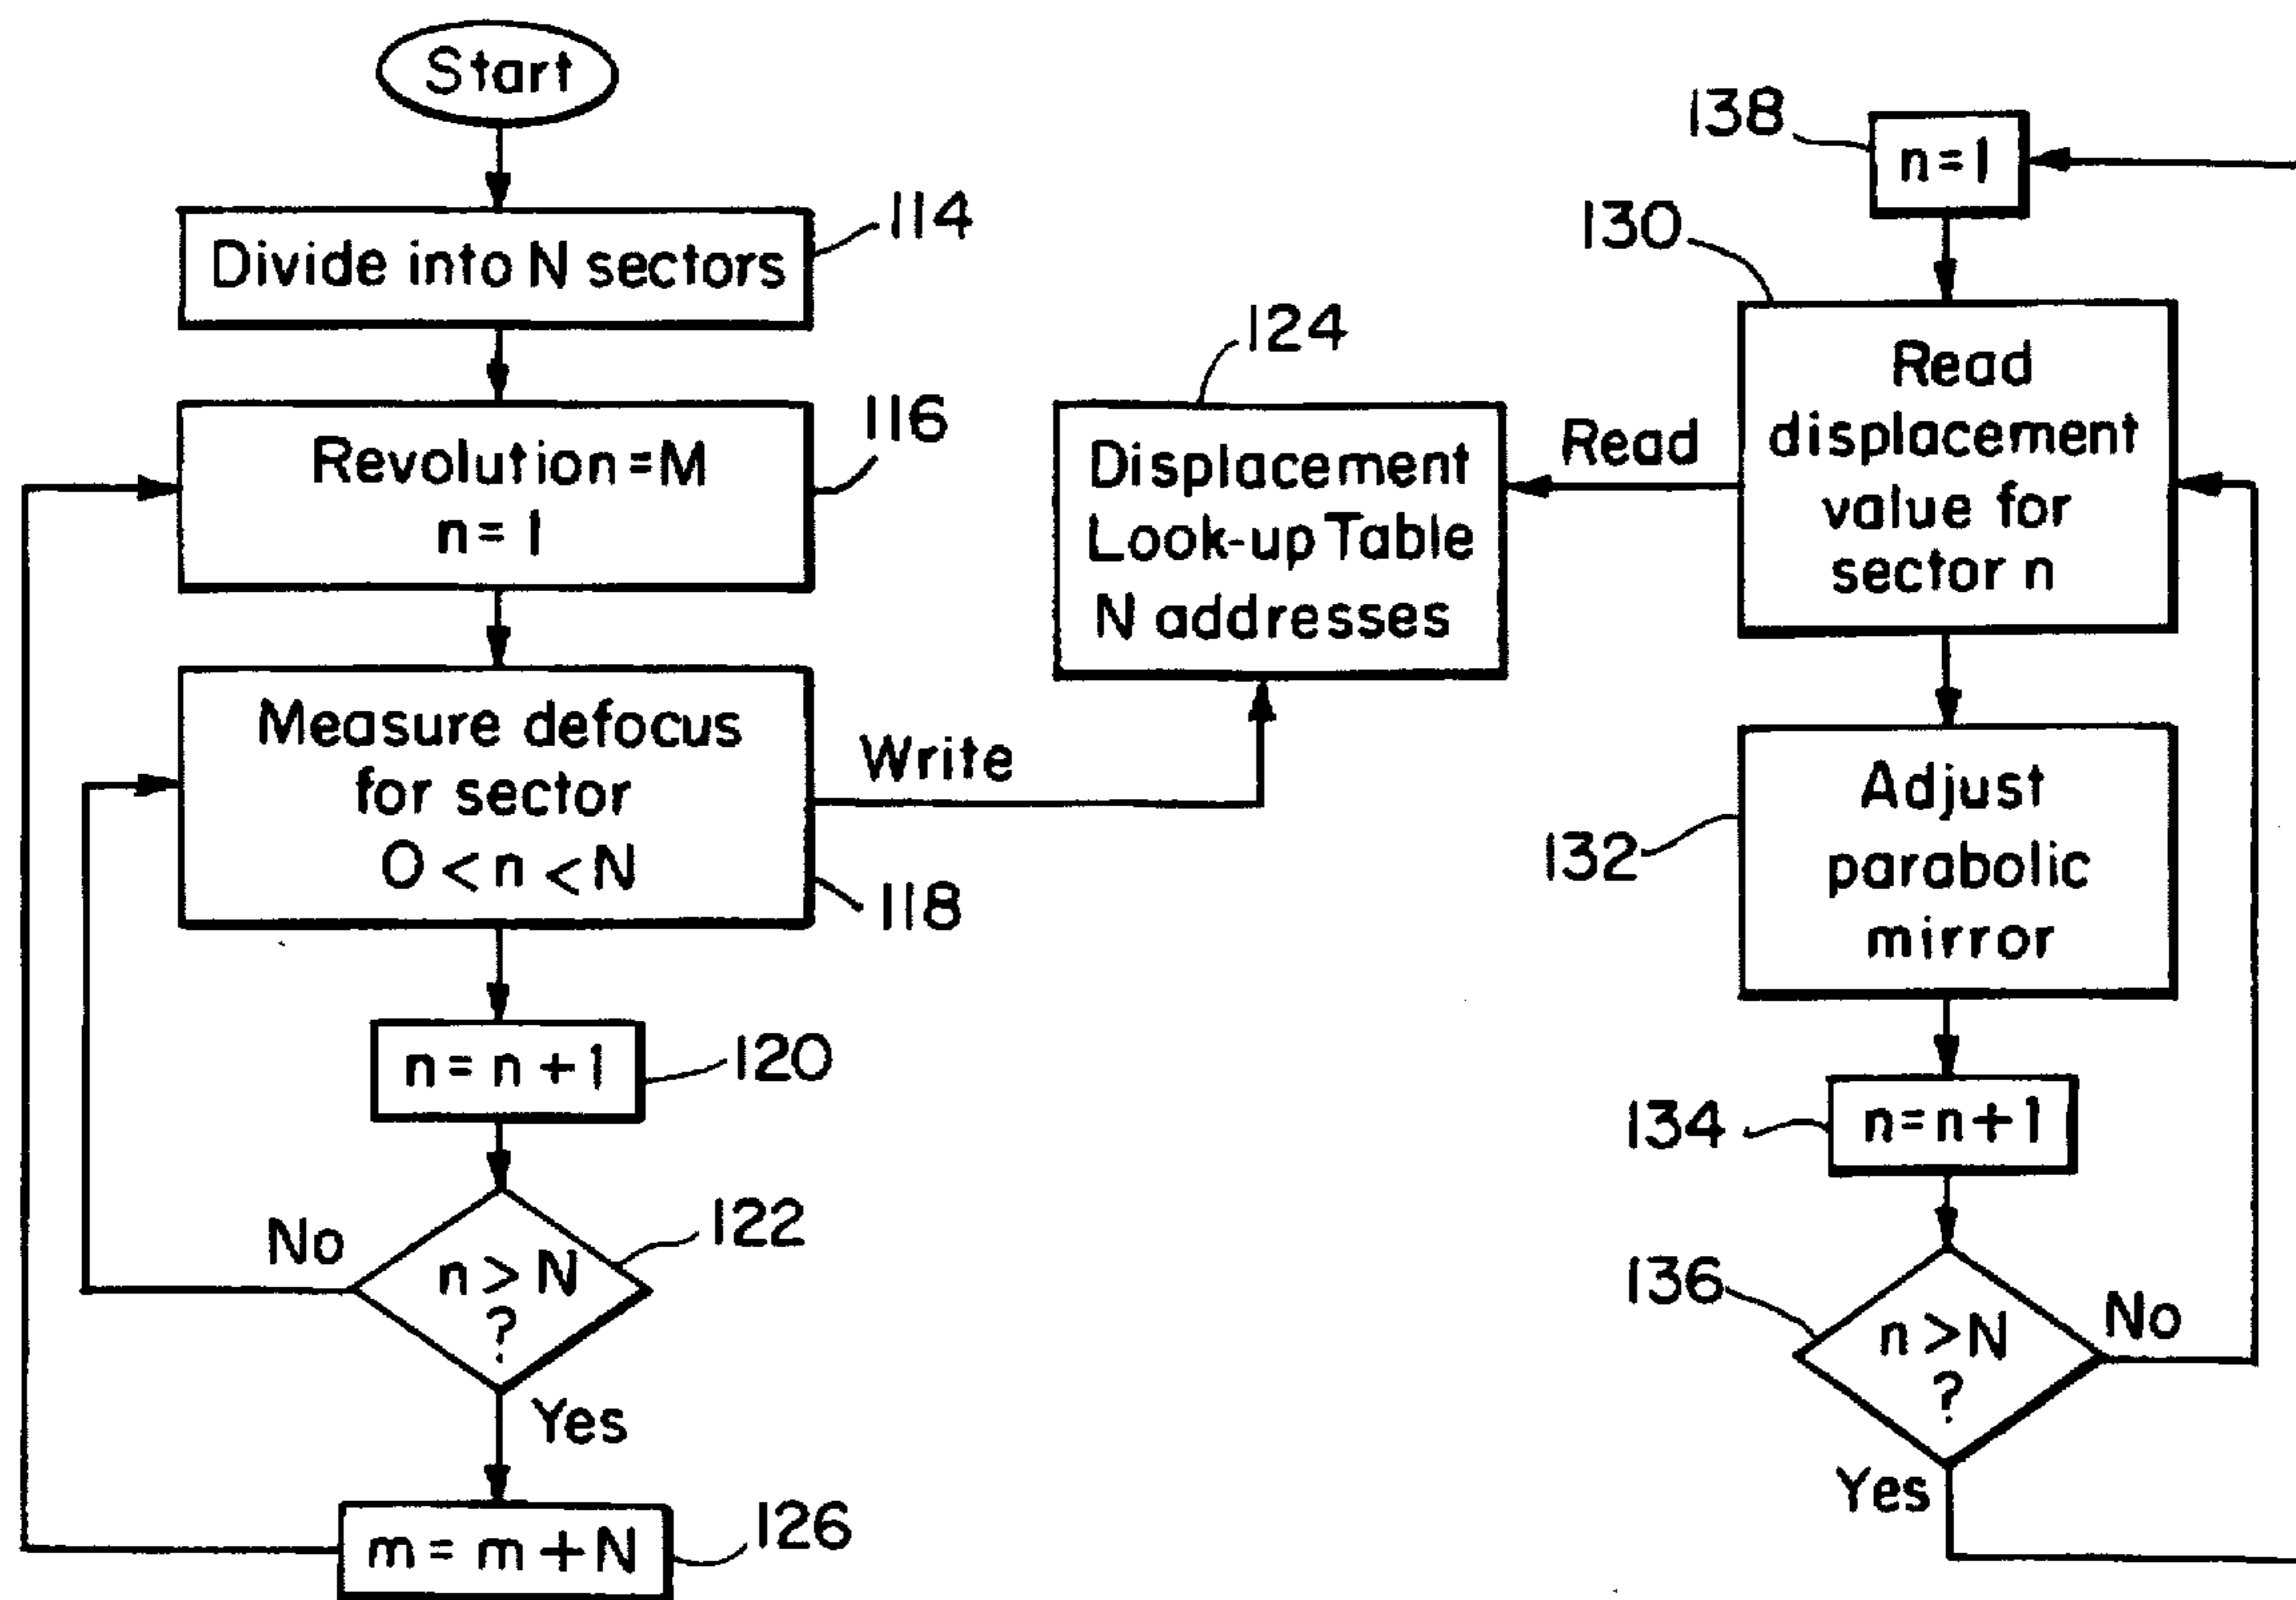 Start
Divide into N sectors
114
Revolution=M
n=1
116
Measure defocus
for sector
0<n<N
118
Write
n=n+1
120
n>N
?
122
No
Yes
m=m+N
126
124
Displacement
Look-up Table
N addresses
Read
138
n=1
130
Read
displacement
value for
sector n
132
Adjust
parabolic
mirror
134
n=n+1
136
n>N
?
No
Yes